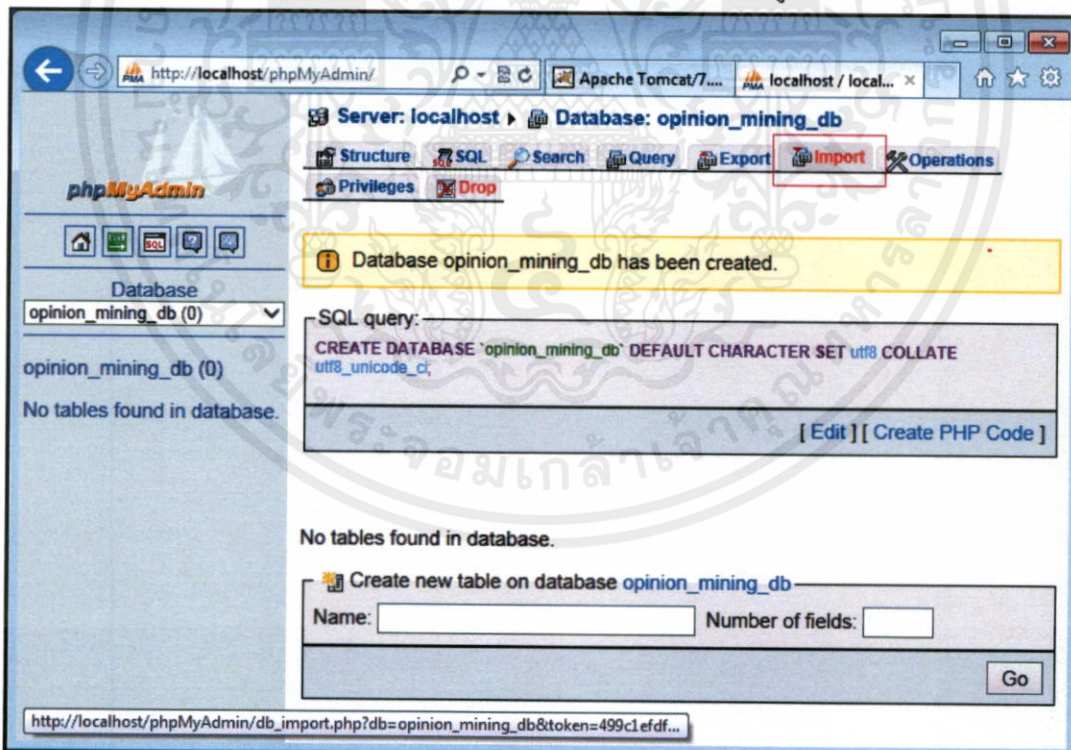 http://localhost/phpMyAdmin/
Apache Tomcat/7....
localhost / local...
phpMyAdmin
Database
opinion_mining_db (0)
opinion_mining_db (0)
No tables found in database.
Server: localhost ▸ Database: opinion_mining_db
Structure SQL Search Query Export Import Operations
Privileges Drop
Database opinion_mining_db has been created.
SQL query:
CREATE DATABASE `opinion_mining_db` DEFAULT CHARACTER SET utf8 COLLATE
utf8_unicode_ci;
[ Edit ] [ Create PHP Code ]
No tables found in database.
Create new table on database opinion_mining_db
Name: Number of fields:
Go
http://localhost/phpMyAdmin/db_import.php?db=opinion_mining_db&token=499c1efdf...